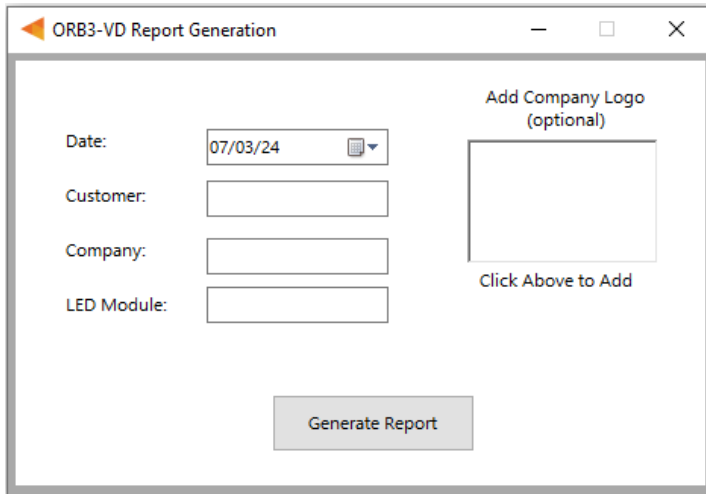 ORB3-VD Report Generation
Add Company Logo
(optional)
Date:
07/03/24
Customer:
Company:
Click Above to Add
LED Module:
Generate Report